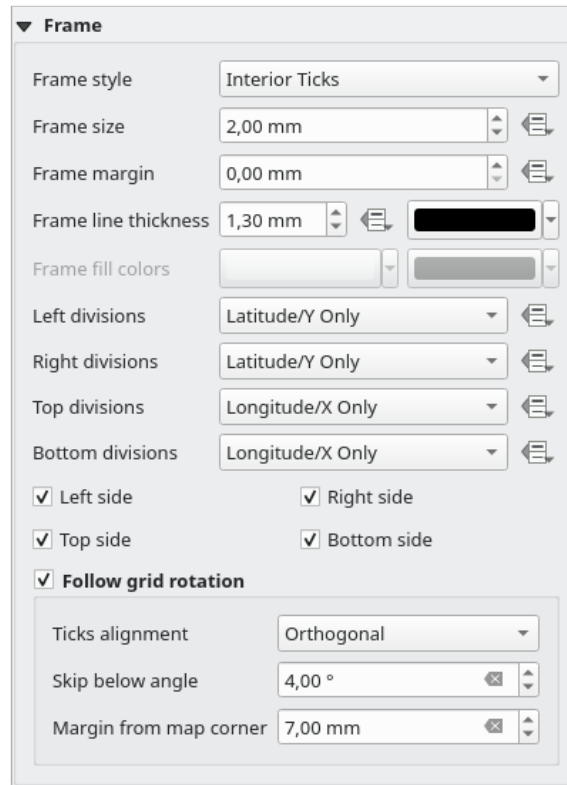 Frame
Frame style Interior Ticks
Frame size 2,00 mm
Frame margin 0,00 mm
Frame line thickness 1,30 mm
Frame fill colors
Left divisions Latitude/Y Only
Right divisions Latitude/Y Only
Top divisions Longitude/X Only
Bottom divisions Longitude/X Only
Left side Right side
Top side Bottom side
Follow grid rotation
Ticks alignment Orthogonal
Skip below angle 4,00 °
Margin from map corner 7,00 mm